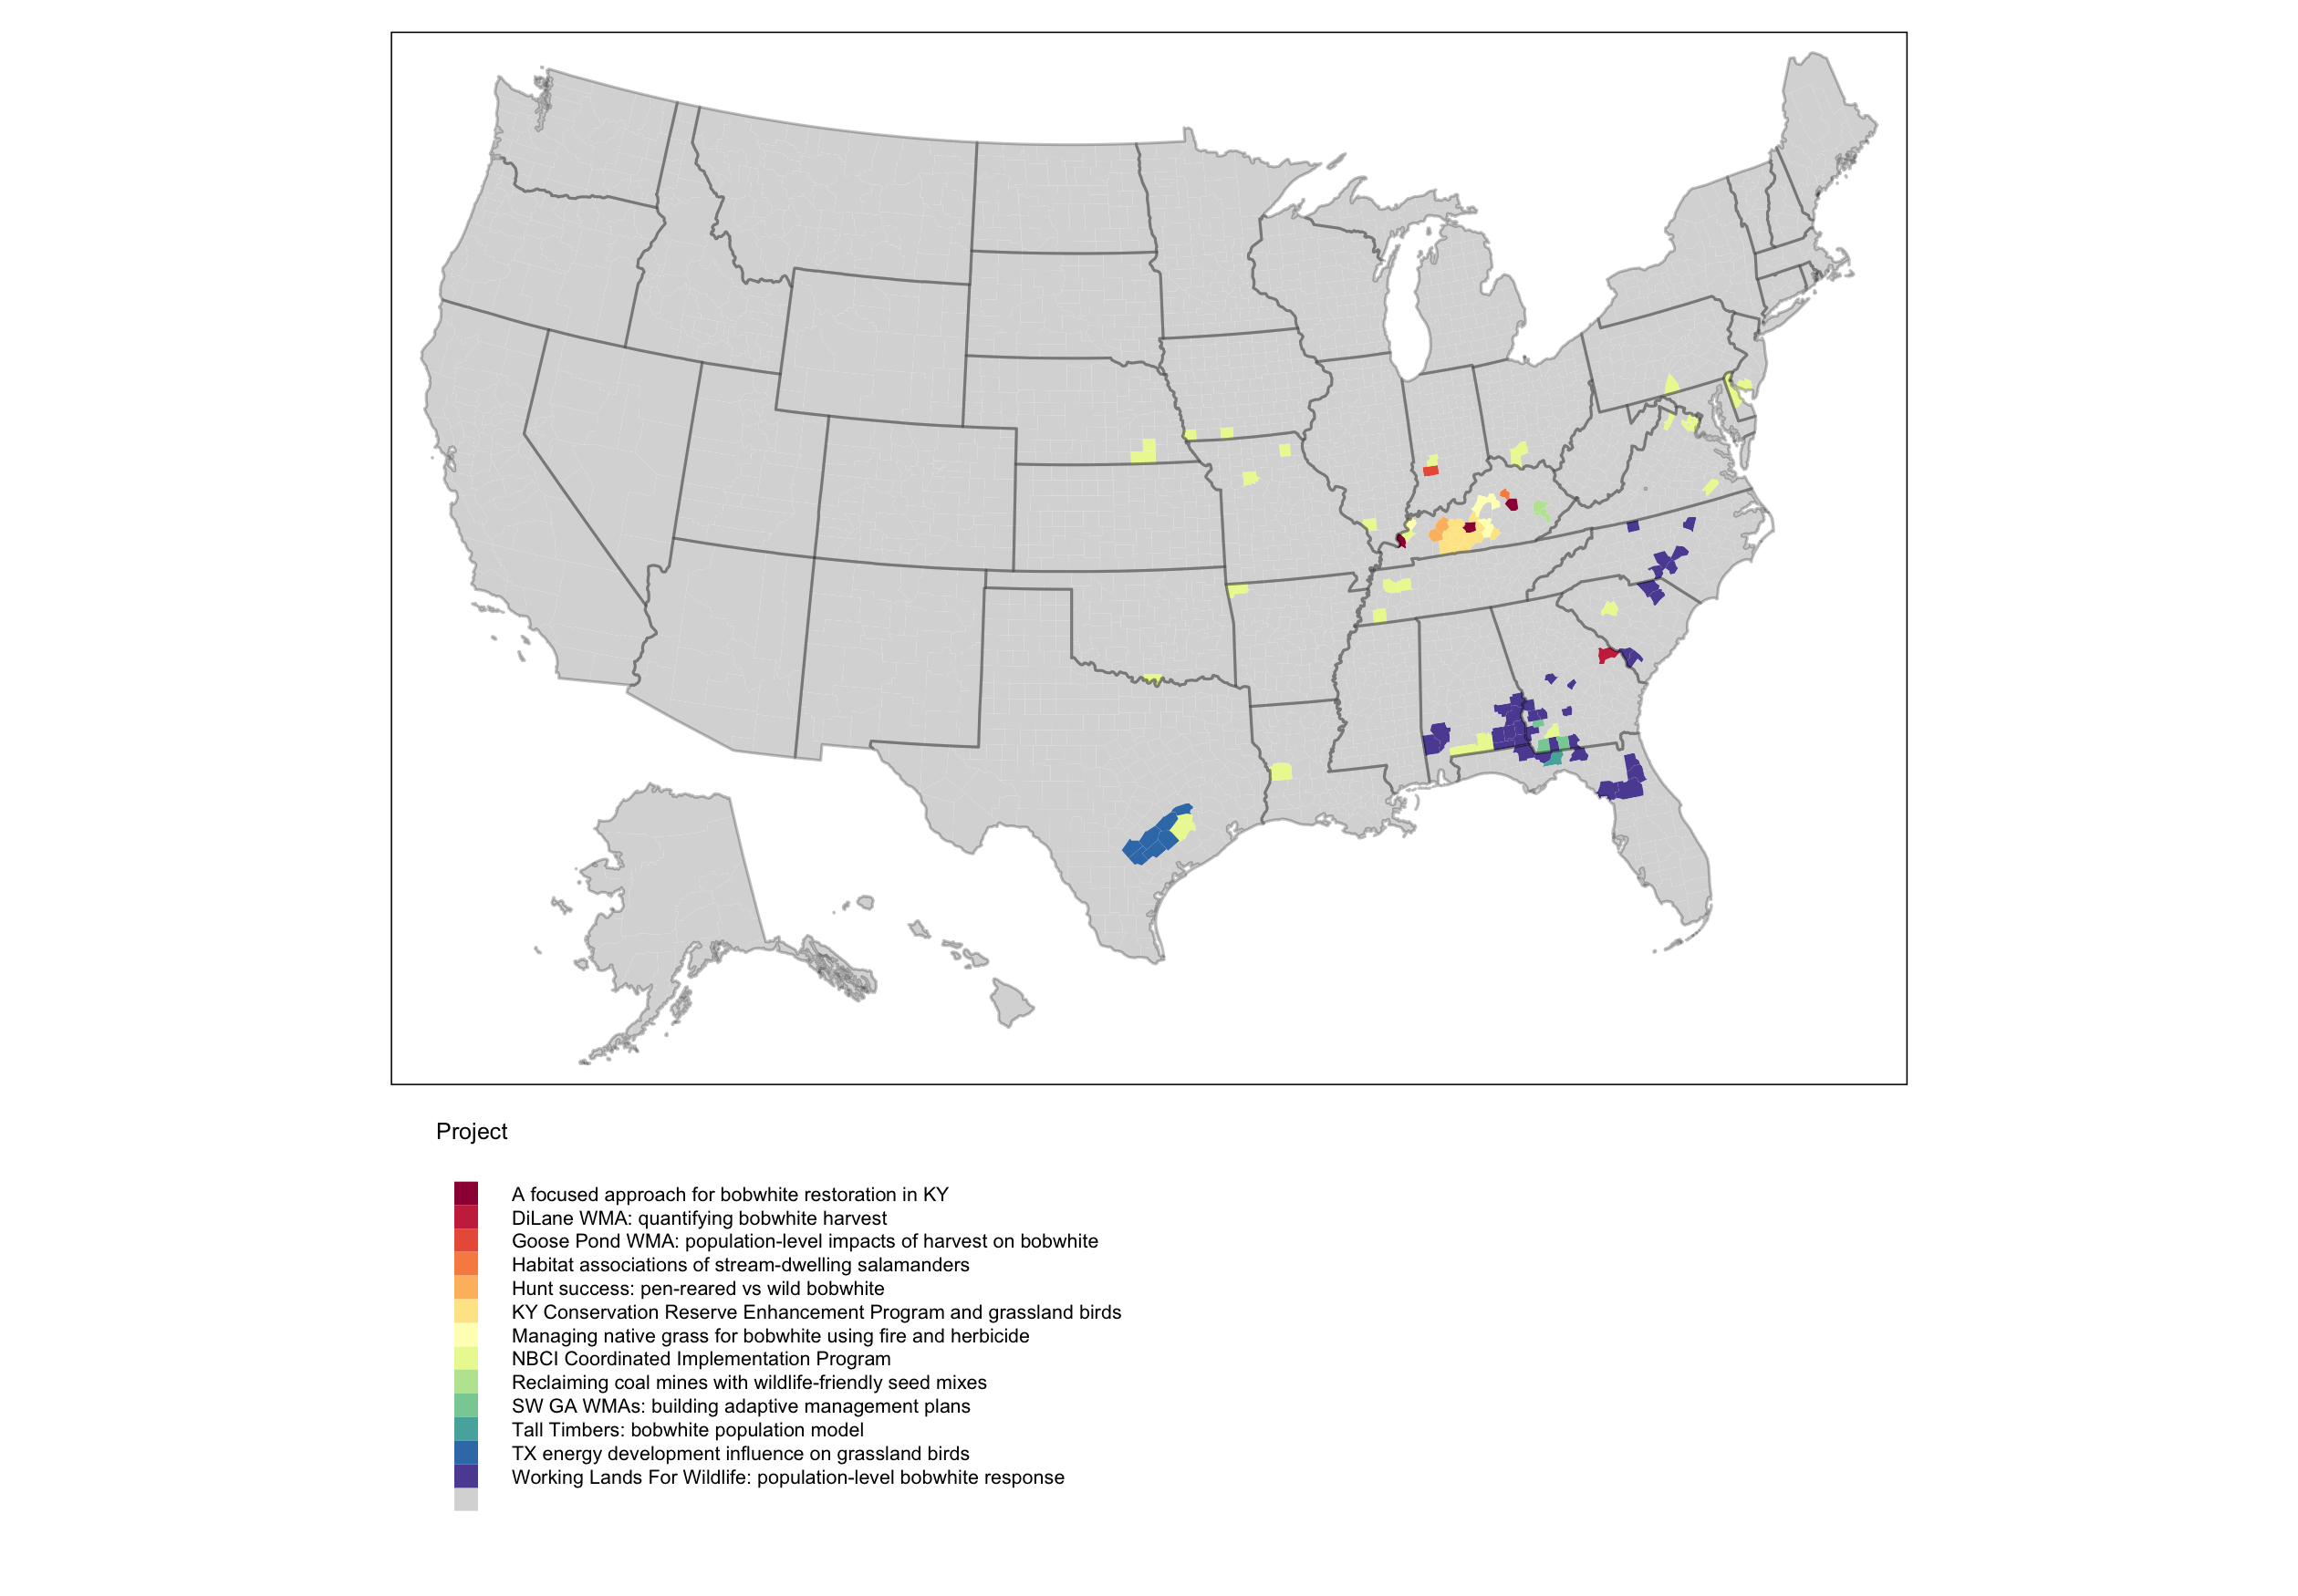 Project
A focused approach for bobwhite restoration in KY
DiLane WMA: quantifying bobwhite harvest
Goose Pond WMA: population-level impacts of harvest on bobwhite
Habitat associations of stream-dwelling salamanders
Hunt success: pen-reared vs wild bobwhite
KY Conservation Reserve Enhancement Program and grassland birds
Managing native grass for bobwhite using fire and herbicide
NBCI Coordinated Implementation Program
Reclaiming coal mines with wildlife-friendly seed mixes
SW GA WMAs: building adaptive management plans
Tall Timbers: bobwhite population model
TX energy development influence on grassland birds
Working Lands For Wildlife: population-level bobwhite response